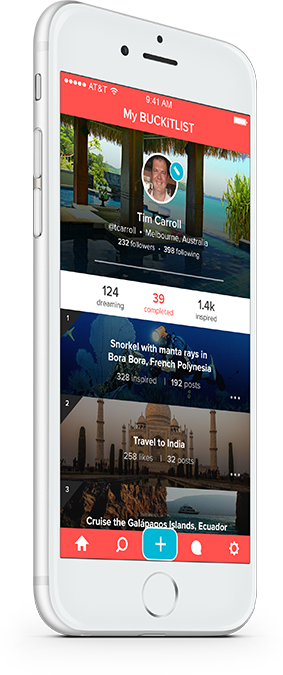 AT&T
9:41 AM
My BUCKiTLIST
Tim Carroll
@tcarroll • Melbourne, Australia
232 followers • 398 following
124
dreaming
39
completed
1.4k
inspired
1
Snorkel with manta rays in
Bora Bora, French Polynesia
328 inspired | 192 posts
2
Travel to India
258 likes | 32 posts
3
Cruise the Galápagos Islands, Ecuador